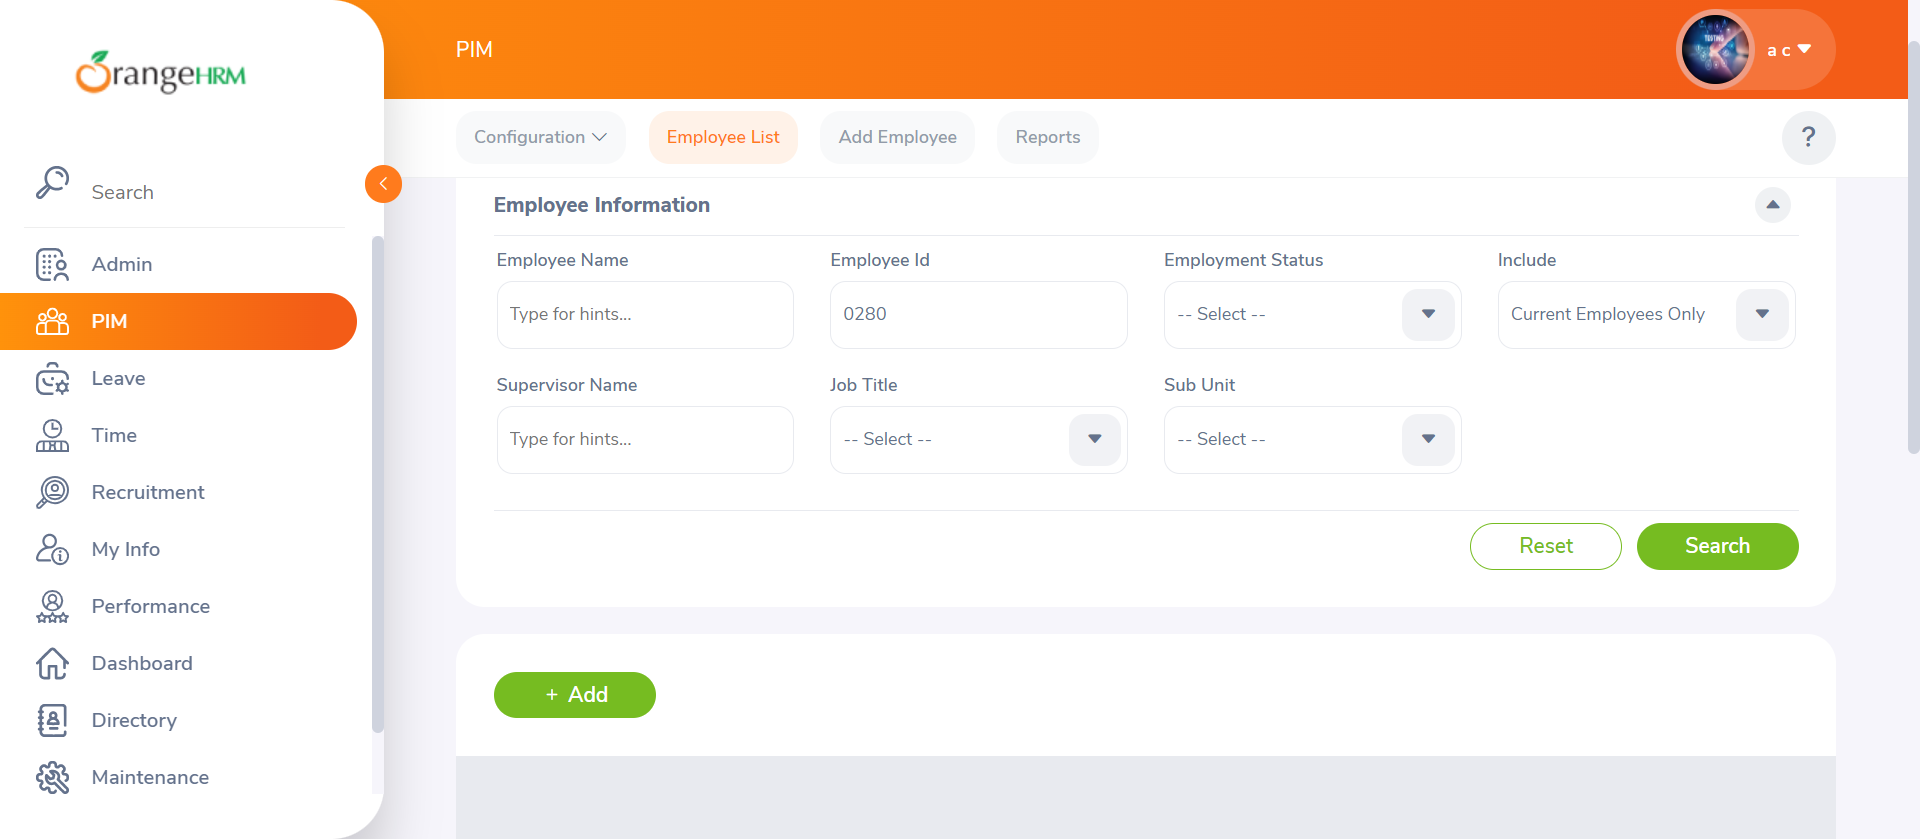 OrangeHRM
PIM
TESTING
a c
Search
Configuration
Employee List
Add Employee
Reports
?
Admin
PIM
Leave
Time
Recruitment
My Info
Performance
Dashboard
Directory
Maintenance
Employee Information
Employee Name
Employee Id
Employment Status
Include
Type for hints...
0280
-- Select --
Current Employees Only
Supervisor Name
Job Title
Sub Unit
Type for hints...
-- Select --
-- Select --
Reset
Search
+ Add